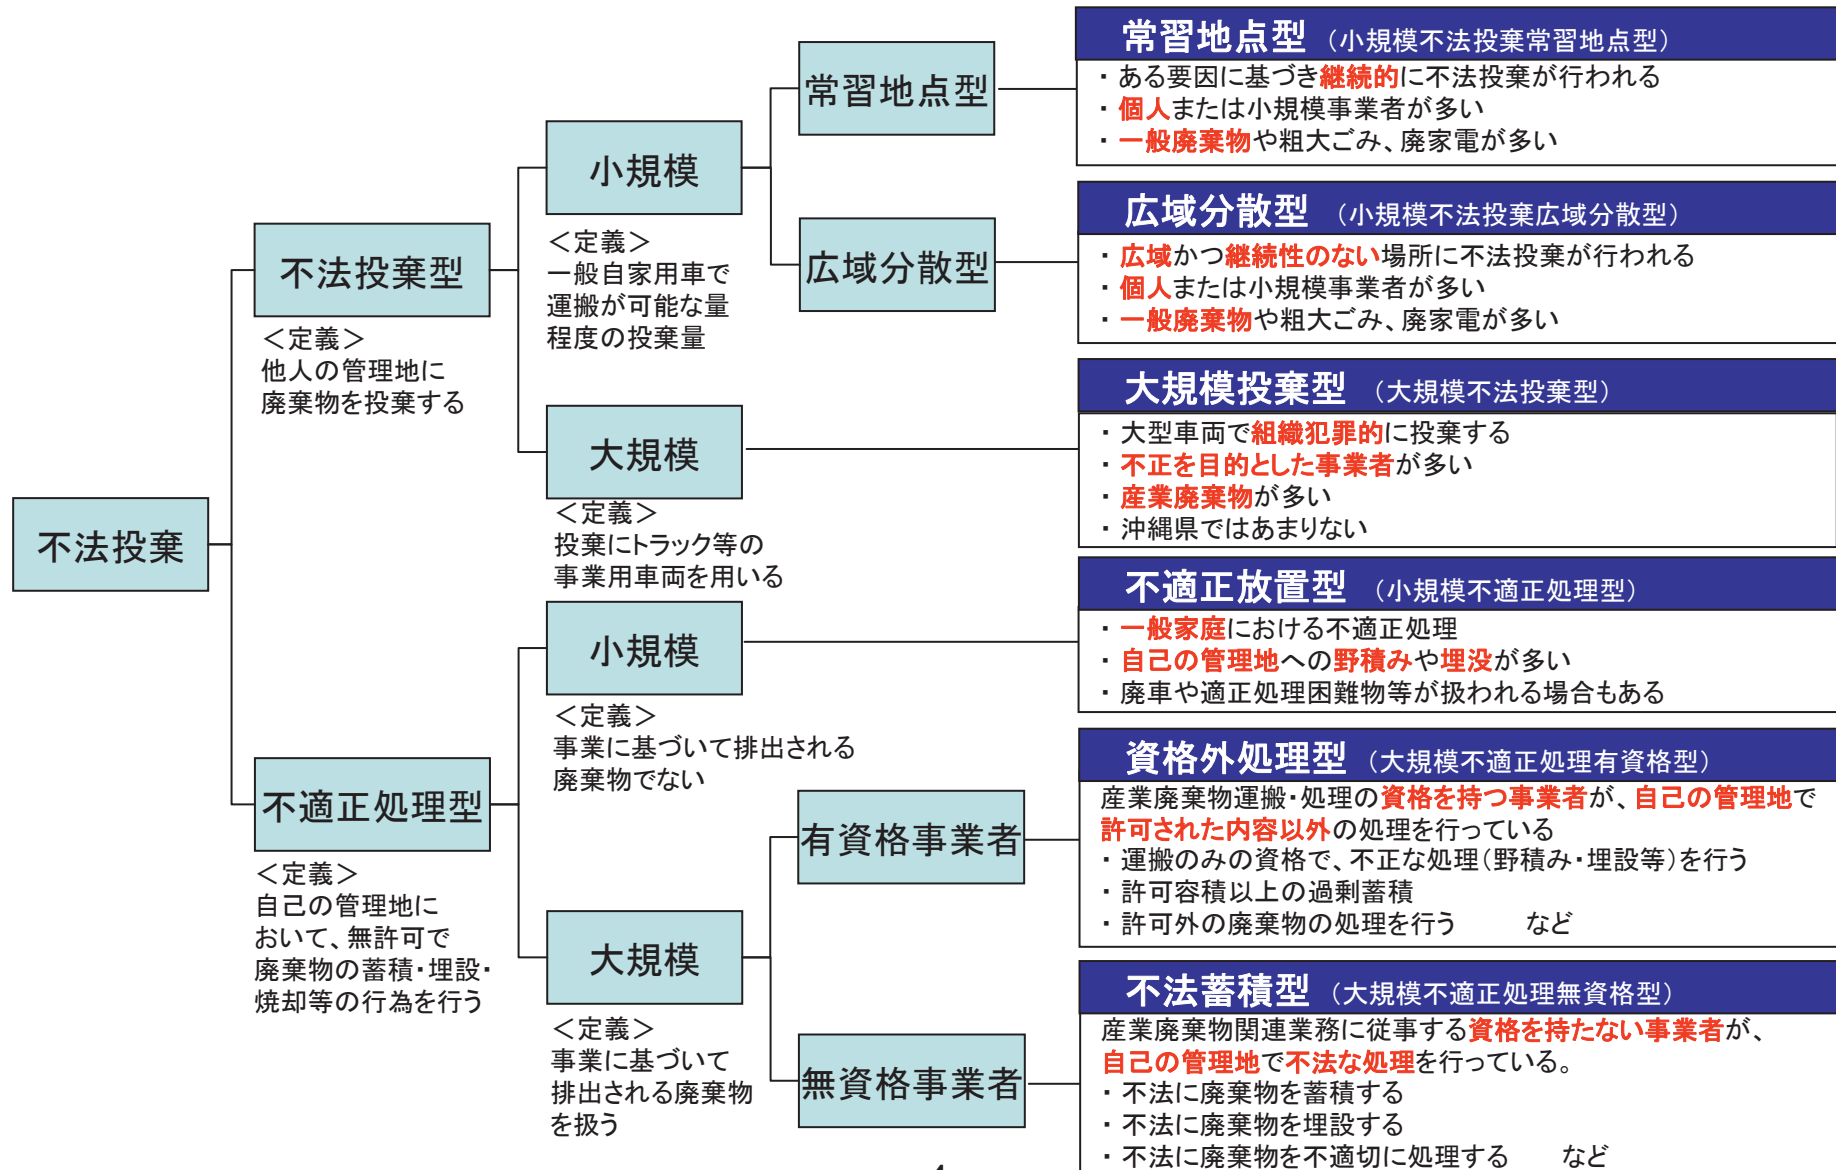 不法投棄
不法投棄型
＜定義＞
他人の管理地に
廃棄物を投棄する
小規模
＜定義＞
一般自家用車で
運搬が可能な量
程度の投棄量
常習地点型
広域分散型
大規模
＜定義＞
投棄にトラック等の
事業用車両を用いる
不適正処理型
＜定義＞
自己の管理地に
おいて、無許可で
廃棄物の蓄積・埋設・
焼却等の行為を行う
小規模
＜定義＞
事業に基づいて排出される
廃棄物でない
大規模
＜定義＞
事業に基づいて
排出される廃棄物
を扱う
有資格事業者
無資格事業者
常習地点型 （小規模不法投棄常習地点型）
・ある要因に基づき継続的に不法投棄が行われる
・個人または小規模事業者が多い
・一般廃棄物や粗大ごみ、廃家電が多い
広域分散型 （小規模不法投棄広域分散型）
・広域かつ継続性のない場所に不法投棄が行われる
・個人または小規模事業者が多い
・一般廃棄物や粗大ごみ、廃家電が多い
大規模投棄型 （大規模不法投棄型）
・大型車両で組織犯罪的に投棄する
・不正を目的とした事業者が多い
・産業廃棄物が多い
・沖縄県ではあまりない
不適正放置型 （小規模不適正処理型）
・一般家庭における不適正処理
・自己の管理地への野積みや埋没が多い
・廃車や適正処理困難物等が扱われる場合もある
資格外処理型 （大規模不適正処理有資格型）
産業廃棄物運搬・処理の資格を持つ事業者が、自己の管理地で
許可された内容以外の処理を行っている
・運搬のみの資格で、不正な処理（野積み・埋設等）を行う
・許可容積以上の過剰蓄積
・許可外の廃棄物の処理を行う　　など
不法蓄積型 （大規模不適正処理無資格型）
産業廃棄物関連業務に従事する資格を持たない事業者が、
自己の管理地で不法な処理を行っている。
・不法に廃棄物を蓄積する
・不法に廃棄物を埋設する
・不法に廃棄物を不適切に処理する　　など